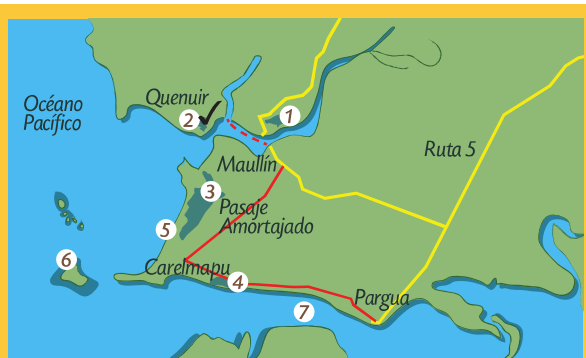 Océano
Pacífico
Quenuir
2
1
Ruta 5
Maullín
3
Pasaje
Amortajado
5
6
Carelmapu
4
Pargua
7